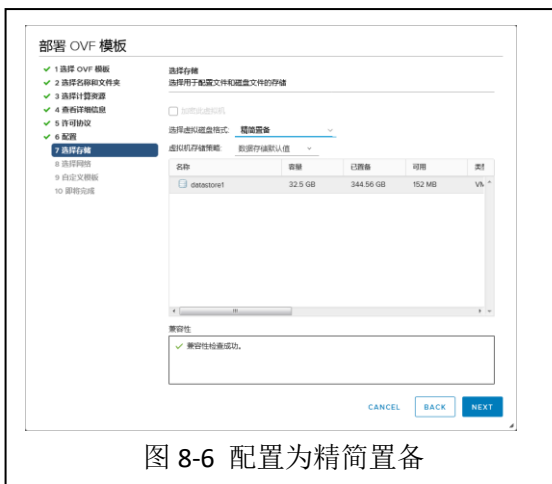 部署 OVF 模板
✓ 1 选择 OVF 模板
✓ 2 选择名称和文件夹
✓ 3 选择计算资源
✓ 4 查看详细信息
✓ 5 许可协议
✓ 6 配置
7 选择存储
8 选择网络
9 自定义模板
10 即将完成
选择存储
选择用于配置文件和磁盘文件的存储
加密此虚拟机
选择虚拟磁盘格式: 精简置备
虚拟机存储策略: 数据存储默认值
名称 容量 已置备 可用 类型
datastore1 32.5 GB 344.56 GB 152 MB VM
兼容性
✓ 兼容性检查成功。
CANCEL BACK NEXT
图 8-6 配置为精简置备